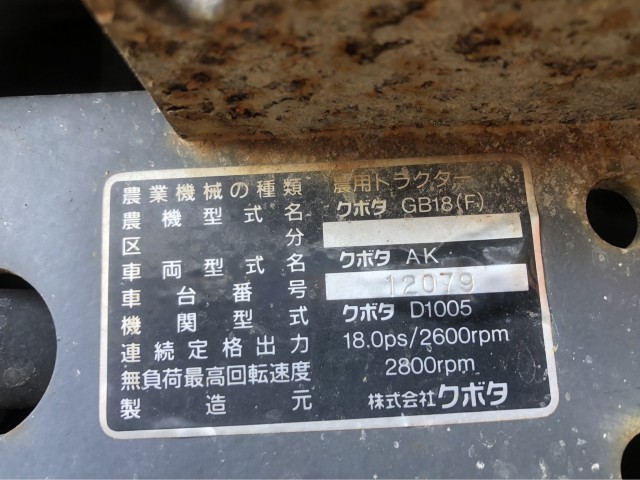 農業機械の種類 農用トラクター
農機型式名 クボタ GB18(F)
区分
車両型式名 クボタ AK
車台番号 12079
機関型式 クボタ D1005
連続定格出力 18.0ps/2600rpm
無負荷最高回転速度 2800rpm
製造元 株式会社クボタ